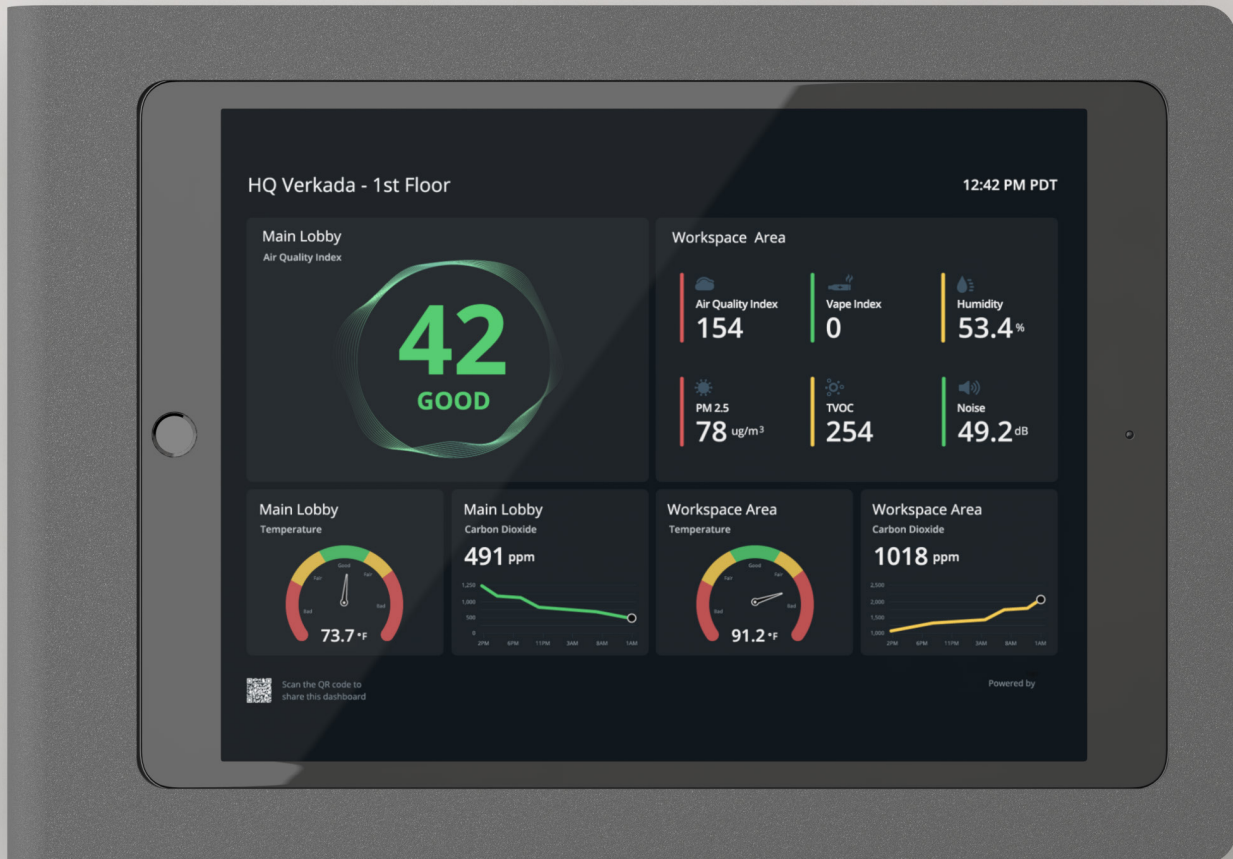 HQ Verkada - 1st Floor
12:42 PM PDT
Main Lobby
Air Quality Index
42
GOOD
Workspace Area
Air Quality Index
154
Vape Index
0
Humidity
53.4 %
PM 2.5
78 ug/m³
TVOC
254
Noise
49.2 dB
Main Lobby
Temperature
Good
Fair
Fair
Bad
Bad
73.7 °F
Main Lobby
Carbon Dioxide
491 ppm
1,250
1,000
500
0
2PM 6PM 11PM 3AM 8AM 1AM
Workspace Area
Temperature
Good
Fair
Fair
Bad
Bad
91.2 °F
Workspace Area
Carbon Dioxide
1018 ppm
2,500
2,000
1,500
1,000
2PM 6PM 11PM 3AM 8AM 1AM
Scan the QR code to
share this dashboard
Powered by